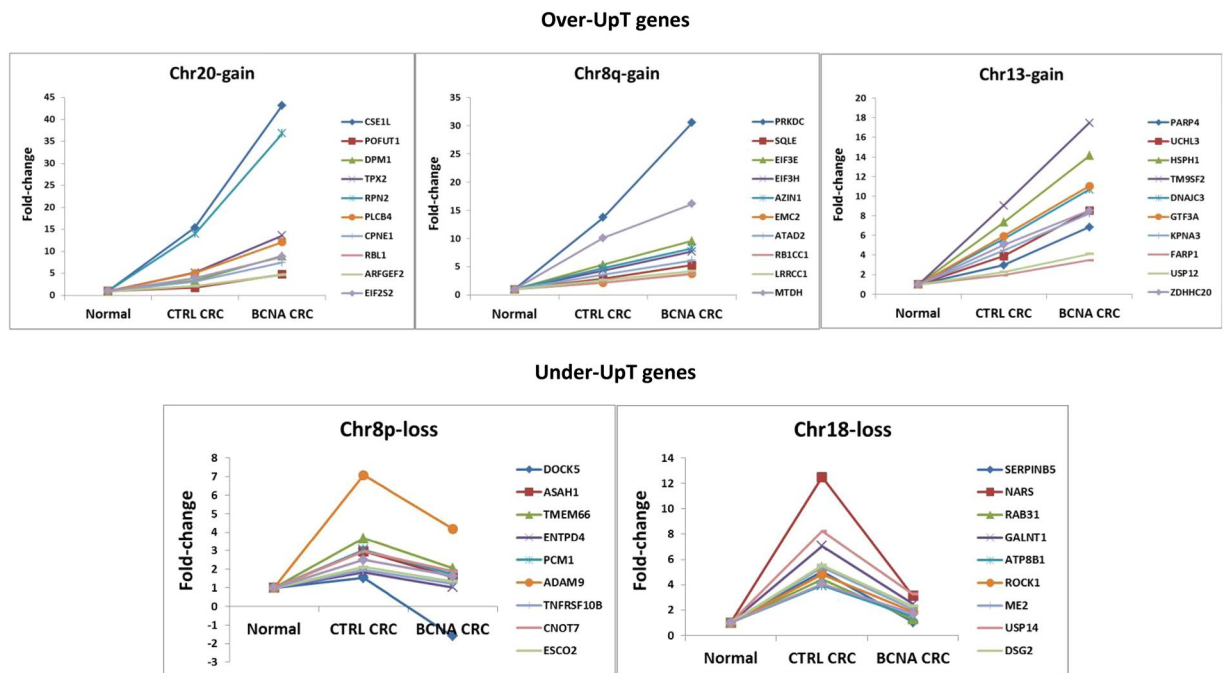 Over-UpT genes
Chr20-gain
Fold-change
45
40
35
30
25
20
15
10
5
0
Normal CTRL CRC BCNA CRC
CSE1L
POFUT1
DPM1
TPX2
RPN2
PLCB4
CPNE1
RBL1
ARFGEF2
EIF2S2
Chr8q-gain
Fold-change
35
30
25
20
15
10
5
0
Normal CTRL CRC BCNA CRC
PRKDC
SQLE
EIF3E
EIF3H
AZIN1
EMC2
ATAD2
RB1CC1
LRRCC1
MTDH
Chr13-gain
Fold-change
20
18
16
14
12
10
8
6
4
2
0
Normal CTRL CRC BCNA CRC
PARP4
UCHL3
HSPH1
TM9SF2
DNAJC3
GTF3A
KPNA3
FARP1
USP12
ZDHHC20
Under-UpT genes
Chr8p-loss
Fold-change
8
7
6
5
4
3
2
1
0
-1
-2
-3
Normal CTRL CRC BCNA CRC
DOCK5
ASAH1
TMEM66
ENTPD4
PCM1
ADAM9
TNFRSF10B
CNOT7
ESCO2
Chr18-loss
Fold-change
14
12
10
8
6
4
2
0
Normal CTRL CRC BCNA CRC
SERPINB5
NARS
RAB31
GALNT1
ATP8B1
ROCK1
ME2
USP14
DSG2